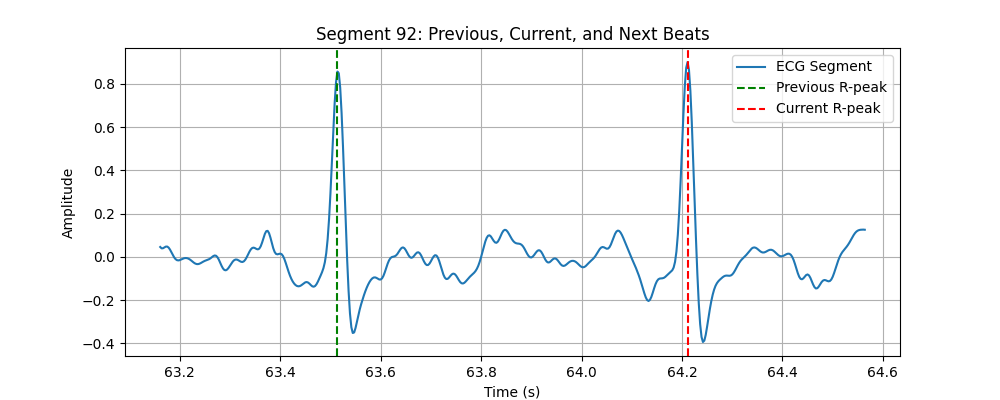 Segment 92: Previous, Current, and Next Beats
ECG Segment
Previous R-peak
Current R-peak
Amplitude
0.8
0.6
0.4
0.2
0.0
−0.2
−0.4
63.2 63.4 63.6 63.8 64.0 64.2 64.4 64.6
Time (s)